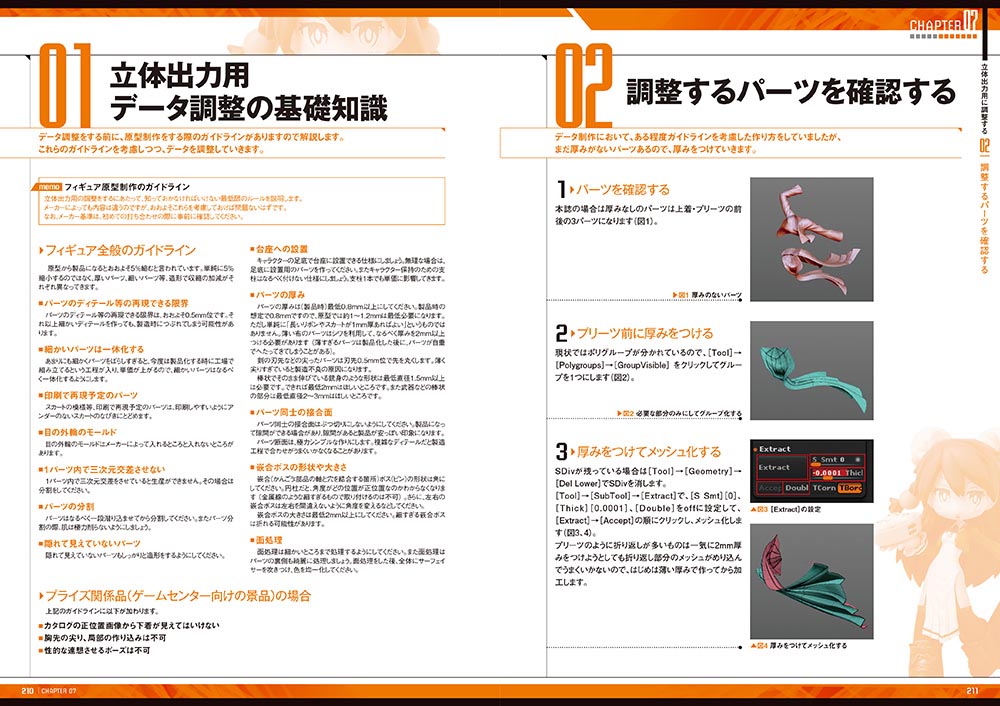 01
立体出力用
データ調整の基礎知識
データ調整をする前に、原型制作をする際のガイドラインがありますので解説します。
これらのガイドラインを考慮しつつ、データを調整していきます。
memo フィギュア原型制作のガイドライン
立体出力用の調整をするにあたって、知っておかなければいけない最低限のルールを説明します。
メーカーによっても内容は違うのですが、おおよそこれらを考慮しておけば問題ないはずです。
なお、メーカー基準は、初めての打ち合わせの際に事前に確認してください。
フィギュア全般のガイドライン
原型から製品になるとおおよそ5%縮むと言われています。単純に5%
縮小するのではなく、厚いパーツ、細いパーツ等、造形で収縮の加減がそ
れぞれ異なってきます。
■パーツのディテール等の再現できる限界
パーツのディテール等の再現できる限界は、おおよそ0.5mm位です。そ
れ以上細かいディテールを作っても、製造時につぶれてしまう可能性があ
ります。
■細かいパーツは一体化する
あまりにも細かくパーツをばらしすぎると、今度は製品化する時に工場で
組み立てるという工程が入り、単価が上がるので、細かいパーツはなるべ
く一体化するようにします。
■印刷で再現予定のパーツ
スカートの模様等、印刷で再現予定のパーツは、印刷しやすいようにア
ンダーのないスカートのなびきにとどめます。
■目の外輪のモールド
目の外輪のモールドはメーカーによって入れるところと入れないところが
あります。
■1パーツ内で三次元交差させない
1パーツ内で三次元交差をさせていると生産ができません。その場合は
分割してください。
■パーツの分割
パーツはなるべく一段潜り込ませてから分割してください。またパーツ分
割の際、肌は極力割らないようにしましょう。
■隠れて見えていないパーツ
隠れて見えていないパーツもしっかりと造形をするようにしてください。
プライズ関係品（ゲームセンター向けの景品）の場合
上記のガイドラインに以下が加わります。
■カタログの正位置画像から下着が見えてはいけない
■胸先の尖り、局部の作り込みは不可
■性的な連想させるポーズは不可
■台座への設置
キャラクターの足底で台座に設置できる仕様にしましょう。無理な場合は、
足底に設置用のパーツを作ってください。またキャラクター保持のための支
柱はなるべく付けない仕様にしましょう。支柱1本でも単価に影響してきます。
■パーツの厚み
パーツの厚みは（製品時）最低0.8mm以上にしてください。製品時の
想定で0.8mmですので、原型では約1〜1.2mmは最低必要になります。
ただし単純に「長いリボンやスカートが1mm厚あればよい」というものでは
ありません。薄い布のパーツはシワを利用して、なるべく厚みを2mm以上
つける必要があります（薄すぎるパーツは製品化した後に、パーツが自重
でへたってきてしまうことがある）。
剣の刃先などの尖ったパーツは刃先0.5mm位で先を丸くします。薄く
尖りすぎていると製造不良の原因になります。
棒状でそのまま伸びている銃身のような形状は最低直径1.5mm以上
は必要です。できれば最低2mmはほしいところです。また武器などの棒状
の部分は最低直径2〜3mmはほしいところです。
■パーツ同士の接合面
パーツ同士の接合面はぶつ切りにしないようにしてください。製品になっ
て隙間ができる場合があり、隙間があると製品が安っぽい印象になります。
パーツ断面は、極力シンプルな作りにします。複雑なディテールだと製造
工程で合わせがうまくいかなくなることがあります。
■嵌合ボスの形状や大きさ
嵌合（かんごう部品の軸と穴を結合する箇所）ボス（ピン）の形状は角に
してください。円柱だと、角度がどの位置が正位置なのかわからなくなりま
す（金属線のような細すぎるもので取り付けるのは不可）。さらに、左右の
嵌合ボスは左右を間違えないように角度を変えるなどしてください。
嵌合ボスの大きさは最低2mm以上にしてください。細すぎる嵌合ボス
は折れる可能性があります。
■面処理
面処理は細かいところまで処理するようにしてください。また面処理は
パーツの裏側も綺麗に処理しましょう。面処理をした後、全体にサーフェイ
サーを吹きつけ、色を均一化してください。
210 CHAPTER 07
CHAPTER 07
02
調整するパーツを確認する
データ制作において、ある程度ガイドラインを考慮した作り方をしていましたが、
まだ厚みがないパーツあるので、厚みをつけていきます。
1 パーツを確認する
本誌の場合は厚みなしのパーツは上着・プリーツの前
後の3パーツになります（図1）。
図1 厚みのないパーツ
2 プリーツ前に厚みをつける
現状ではポリグループが分かれているので、[Tool]→
[Polygroups]→[GroupVisible] をクリックしてグルー
プを1つにします（図2）。
図2 必要な部分のみにしてグループ化する
3 厚みをつけてメッシュ化する
SDivが残っている場合は[Tool]→[Geometry]→
[Del Lower]でSDivを消します。
[Tool]→[SubTool]→[Extract]で、[S Smt][0]、
[Thick] [0.0001]、[Double]をoffに設定して、
[Extract]→[Accept]の順にクリックし、メッシュ化しま
す（図3、4）。
プリーツのように折り返しが多いものは一気に2mm厚
みをつけようとしても折り返し部分のメッシュがめり込ん
でうまくいかないので、はじめは薄い厚みで作ってから加
工します。
Extract
Extract
S Smt 0
-0.0001 Thic
Accep Doubl TCorn TBorc
図3 [Extract]の設定
図4 厚みをつけてメッシュ化する
立体出力用に調整する
02
調整するパーツを確認する
211